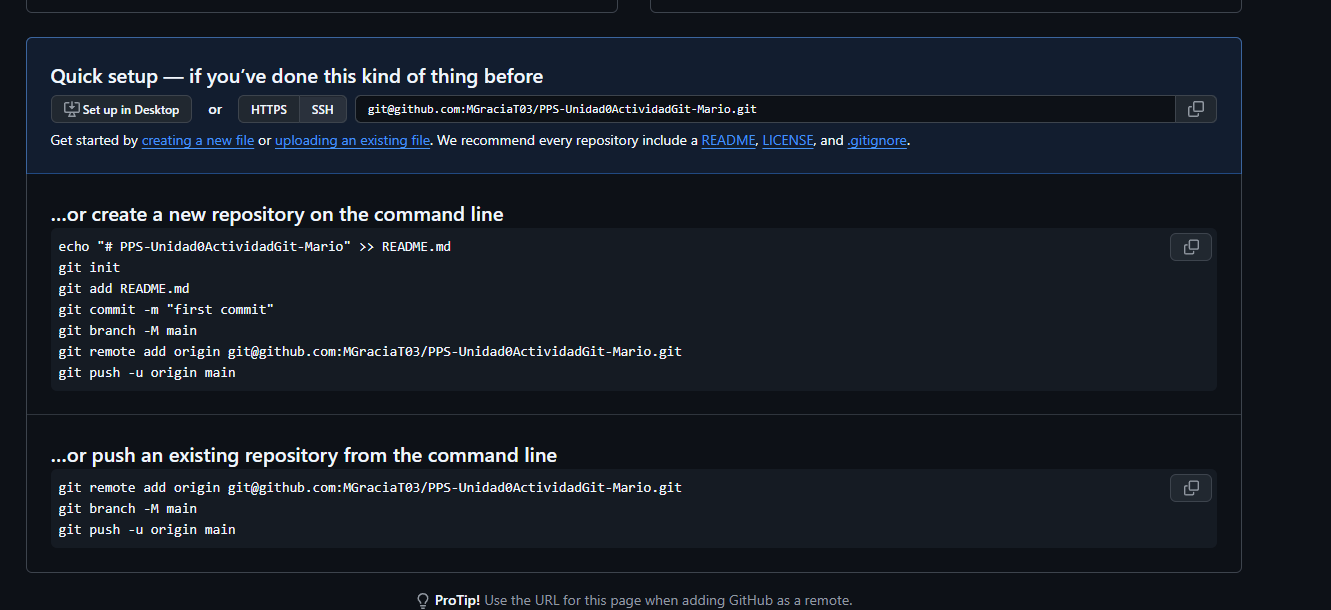 Quick setup — if you’ve done this kind of thing before
Set up in Desktop or HTTPS SSH git@github.com:MGraciaT03/PPS-Unidad0ActividadGit-Mario.git
Get started by creating a new file or uploading an existing file. We recommend every repository include a README, LICENSE, and .gitignore.
…or create a new repository on the command line
echo "# PPS-Unidad0ActividadGit-Mario" >> README.md
git init
git add README.md
git commit -m "first commit"
git branch -M main
git remote add origin git@github.com:MGraciaT03/PPS-Unidad0ActividadGit-Mario.git
git push -u origin main
…or push an existing repository from the command line
git remote add origin git@github.com:MGraciaT03/PPS-Unidad0ActividadGit-Mario.git
git branch -M main
git push -u origin main
ProTip! Use the URL for this page when adding GitHub as a remote.